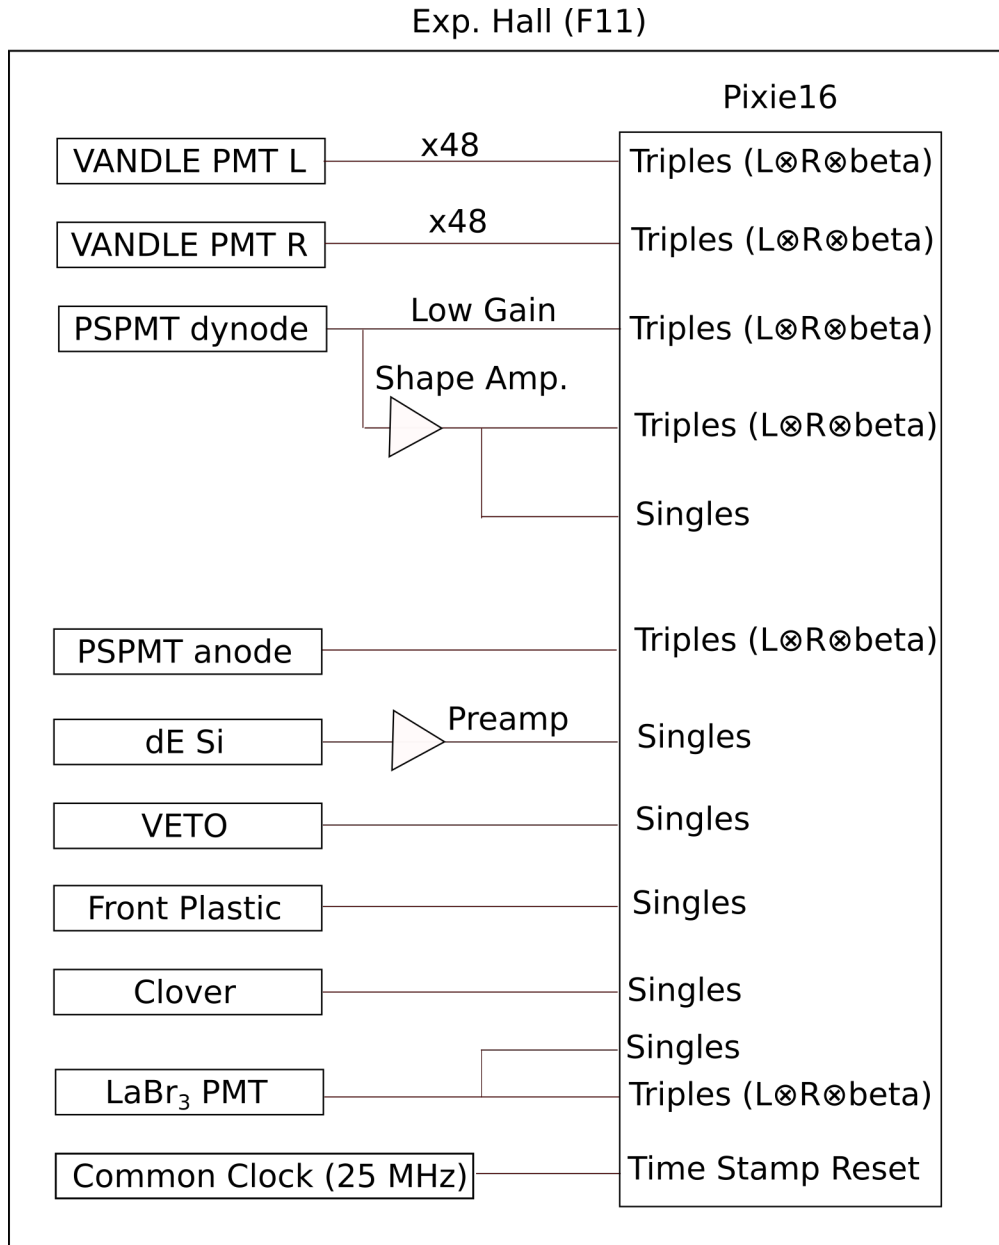 Exp. Hall (F11)
Pixie16
VANDLE PMT L
x48
Triples (L⊗R⊗beta)
VANDLE PMT R
x48
Triples (L⊗R⊗beta)
PSPMT dynode
Low Gain
Triples (L⊗R⊗beta)
Shape Amp.
Triples (L⊗R⊗beta)
Singles
PSPMT anode
Triples (L⊗R⊗beta)
dE Si
Preamp
Singles
VETO
Singles
Front Plastic
Singles
Clover
Singles
Singles
LaBr₃ PMT
Triples (L⊗R⊗beta)
Common Clock (25 MHz)
Time Stamp Reset